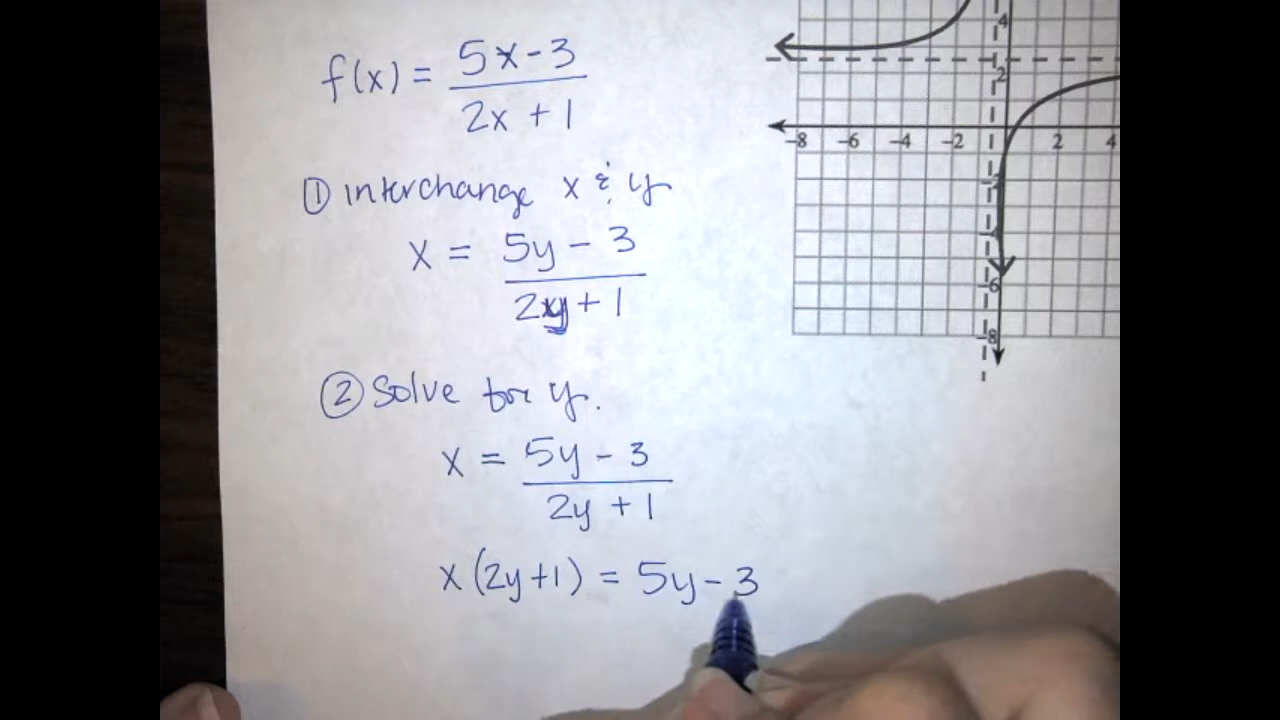 f(x) = 5x - 3
2x + 1
① interchange x & y
x = 5y - 3
2y + 1
② Solve for y.
x = 5y - 3
2y + 1
x(2y+1) = 5y - 3
4
2
-8 -6 -4 -2 2 4
-6
-8